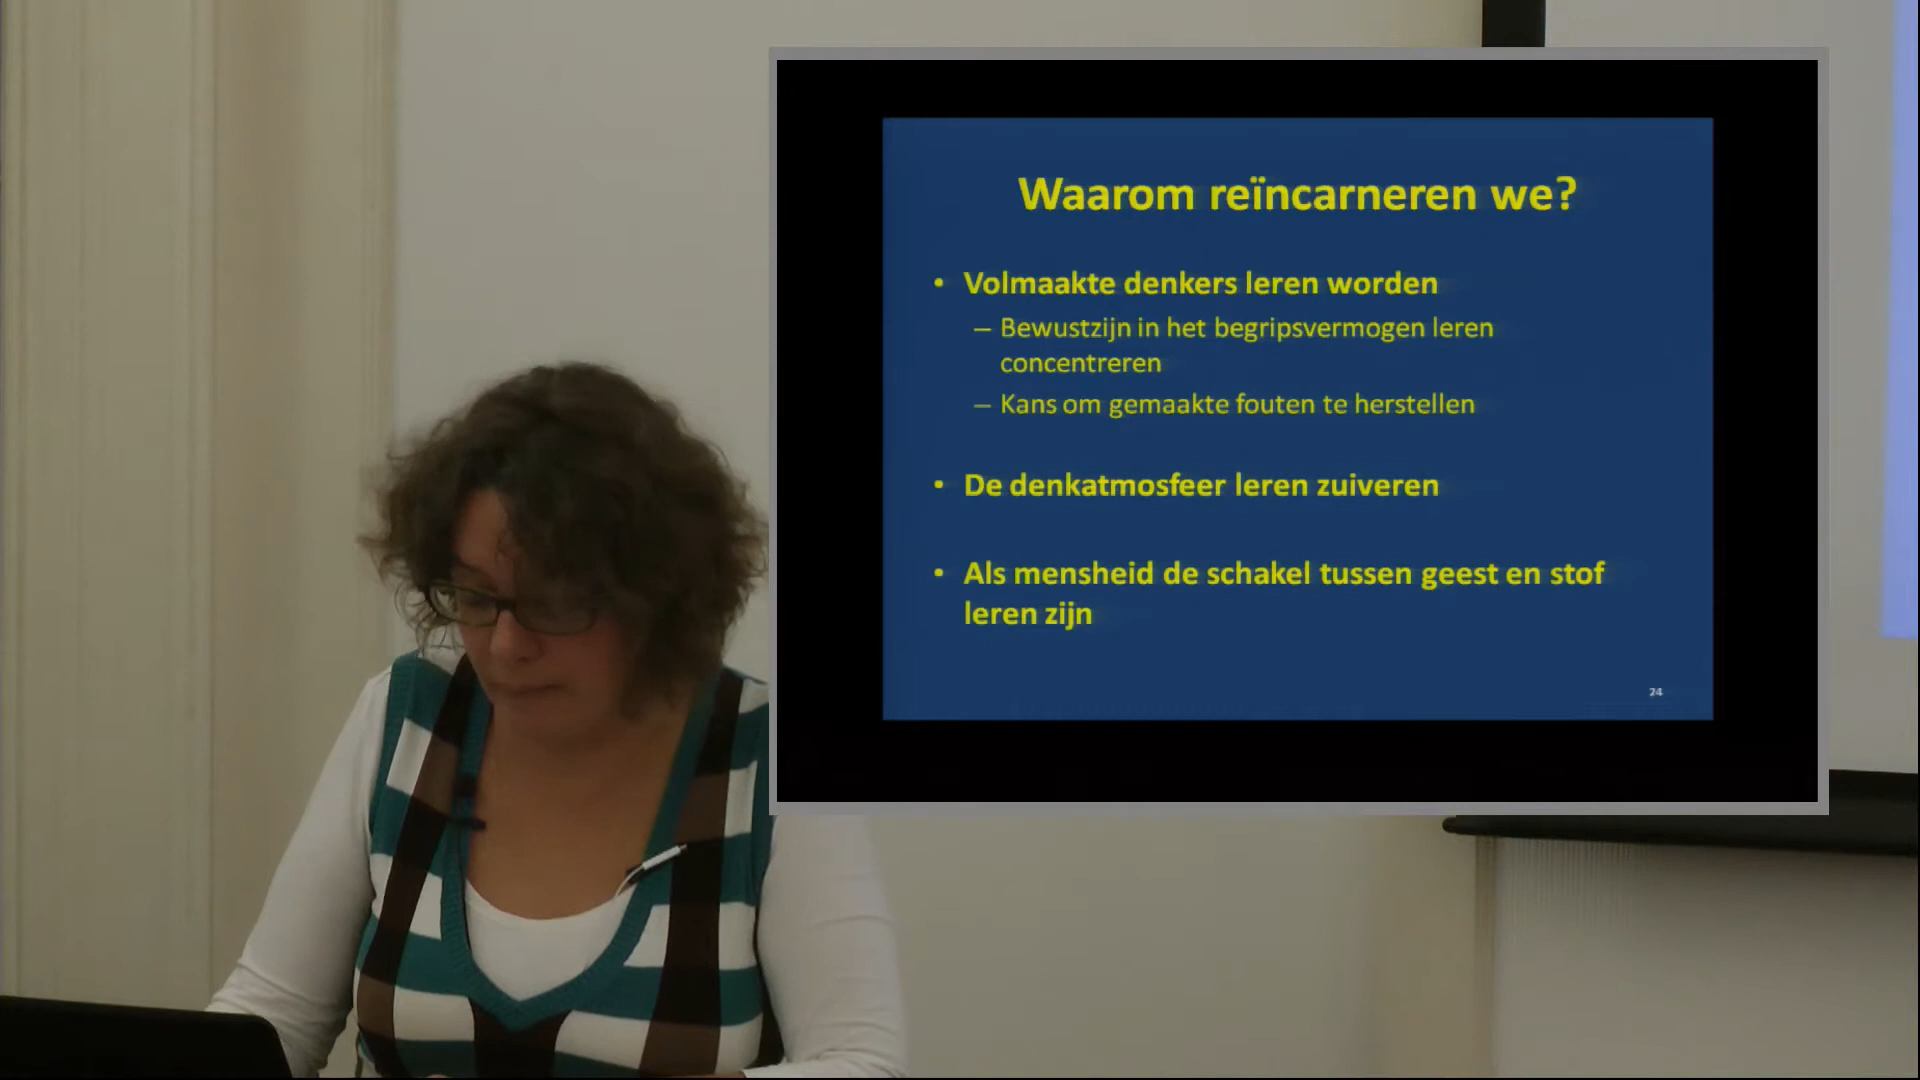 Waarom reïncarneren we?
• Volmaakte denkers leren worden
– Bewustzijn in het begripsvermogen leren
concentreren
– Kans om gemaakte fouten te herstellen
• De denkatmosfeer leren zuiveren
• Als mensheid de schakel tussen geest en stof
leren zijn
24